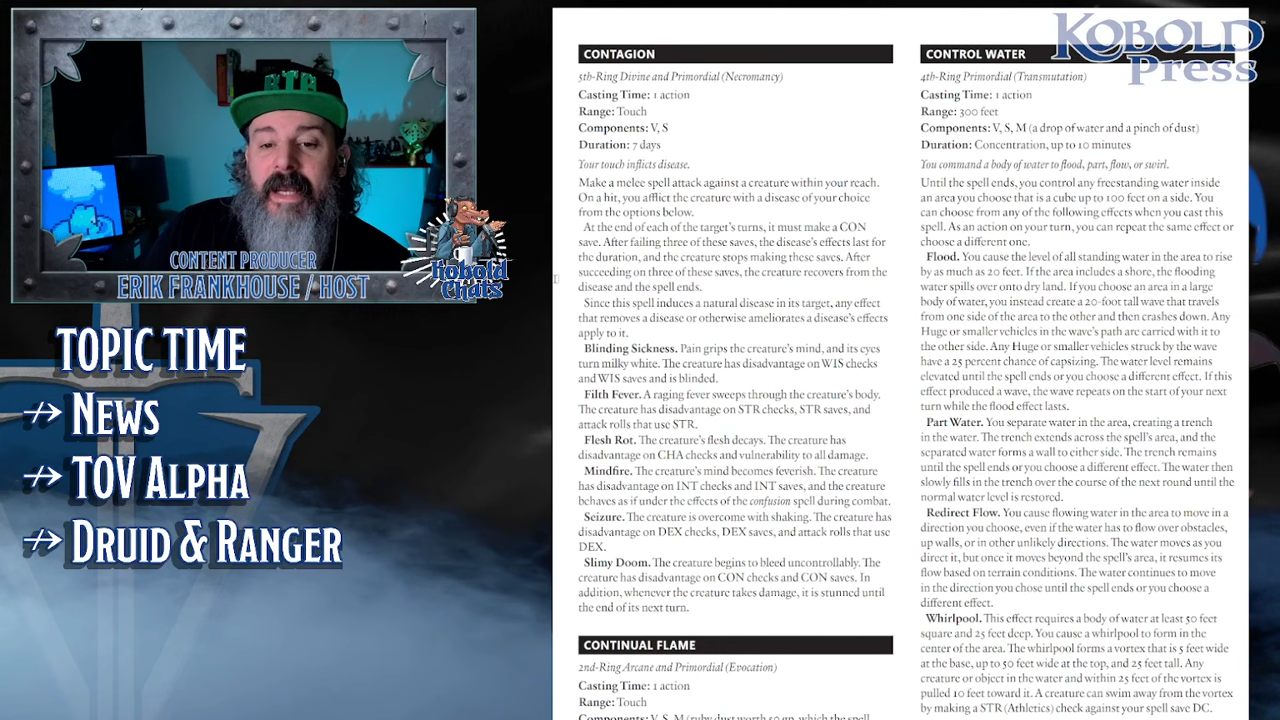 CONTENT PRODUCER
ERIK FRANKHOUSE / HOST
Kobold
Chats
TOPIC TIME
News
TOV Alpha
Druid & Ranger
KOBOLD
Press
CONTAGION
5th-Ring Divine and Primordial (Necromancy)
Casting Time: 1 action
Range: Touch
Components: V, S
Duration: 7 days
Your touch inflicts disease.
Make a melee spell attack against a creature within your reach.
On a hit, you afflict the creature with a disease of your choice
from the options below.
At the end of each of the target's turns, it must make a CON
save. After failing three of these saves, the disease's effects last for
the duration, and the creature stops making these saves. After
succeeding on three of these saves, the creature recovers from the
disease and the spell ends.
Since this spell induces a natural disease in its target, any effect
that removes a disease or otherwise ameliorates a disease's effects
apply to it.
Blinding Sickness. Pain grips the creature's mind, and its eyes
turn milky white. The creature has disadvantage on WIS checks
and WIS saves and is blinded.
Filth Fever. A raging fever sweeps through the creature's body.
The creature has disadvantage on STR checks, STR saves, and
attack rolls that use STR.
Flesh Rot. The creature's flesh decays. The creature has
disadvantage on CHA checks and vulnerability to all damage.
Mindfire. The creature's mind becomes feverish. The creature
has disadvantage on INT checks and INT saves, and the creature
behaves as if under the effects of the confusion spell during combat.
Seizure. The creature is overcome with shaking. The creature has
disadvantage on DEX checks, DEX saves, and attack rolls that use
DEX.
Slimy Doom. The creature begins to bleed uncontrollably. The
creature has disadvantage on CON checks and CON saves. In
addition, whenever the creature takes damage, it is stunned until
the end of its next turn.
CONTINUAL FLAME
2nd-Ring Arcane and Primordial (Evocation)
Casting Time: 1 action
Range: Touch
Components: V, S, M (ruby dust worth 50 gp, which the spell
CONTROL WATER
4th-Ring Primordial (Transmutation)
Casting Time: 1 action
Range: 300 feet
Components: V, S, M (a drop of water and a pinch of dust)
Duration: Concentration, up to 10 minutes
You command a body of water to flood, part, flow, or swirl.
Until the spell ends, you control any freestanding water inside
an area you choose that is a cube up to 100 feet on a side. You
can choose from any of the following effects when you cast this
spell. As an action on your turn, you can repeat the same effect or
choose a different one.
Flood. You cause the level of all standing water in the area to rise
by as much as 20 feet. If the area includes a shore, the flooding
water spills over onto dry land. If you choose an area in a large
body of water, you instead create a 20-foot tall wave that travels
from one side of the area to the other and then crashes down. Any
Huge or smaller vehicles in the wave's path are carried with it to
the other side. Any Huge or smaller vehicles struck by the wave
have a 25 percent chance of capsizing. The water level remains
elevated until the spell ends or you choose a different effect. If this
effect produced a wave, the wave repeats on the start of your next
turn while the flood effect lasts.
Part Water. You separate water in the area, creating a trench
in the water. The trench extends across the spell's area, and the
separated water forms a wall to either side. The trench remains
until the spell ends or you choose a different effect. The water then
slowly fills in the trench over the course of the next round until the
normal water level is restored.
Redirect Flow. You cause flowing water in the area to move in a
direction you choose, even if the water has to flow over obstacles,
up walls, or in other unlikely directions. The water moves as you
direct it, but once it moves beyond the spell's area, it resumes its
flow based on terrain conditions. The water continues to move
in the direction you chose until the spell ends or you choose a
different effect.
Whirlpool. This effect requires a body of water at least 50 feet
square and 25 feet deep. You cause a whirlpool to form in the
center of the area. The whirlpool forms a vortex that is 5 feet wide
at the base, up to 50 feet wide at the top, and 25 feet tall. Any
creature or object in the water and within 25 feet of the vortex is
pulled 10 feet toward it. A creature can swim away from the vortex
by making a STR (Athletics) check against your spell save DC.